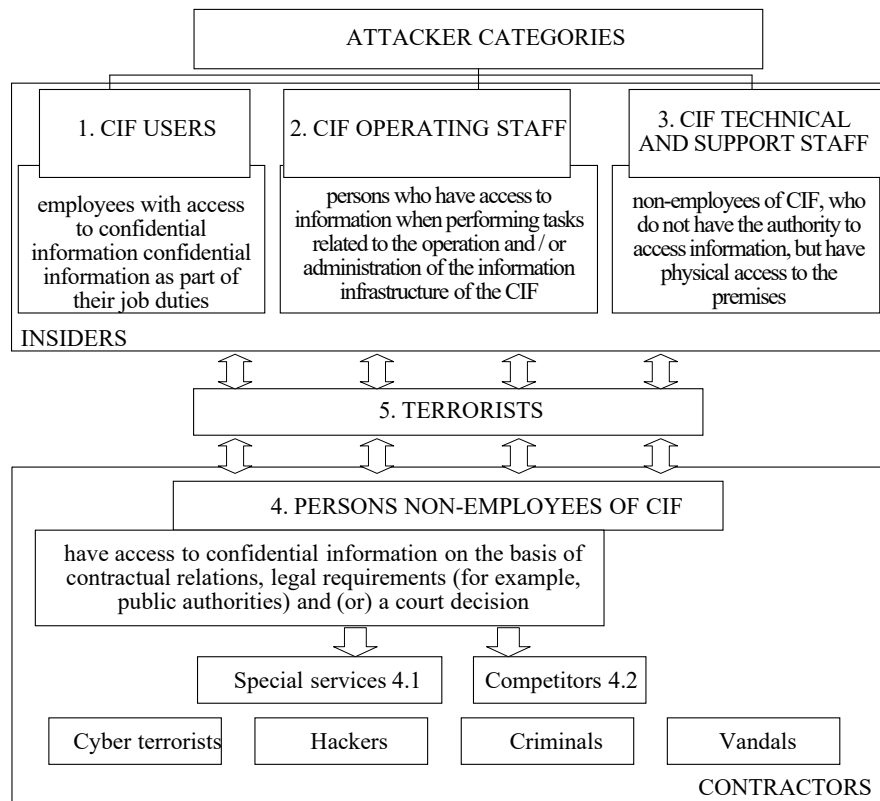 ATTACKER CATEGORIES
1. CIF USERS
employees with access
to confidential
information confidential
information as part of
their job duties
2. CIF OPERATING STAFF
persons who have access to
information when performing tasks
related to the operation and / or
administration of the information
infrastructure of the CIF
3. CIF TECHNICAL
AND SUPPORT STAFF
non-employees of CIF, who
do not have the authority to
access information, but have
physical access to the
premises
INSIDERS
5. TERRORISTS
4. PERSONS NON-EMPLOYEES OF CIF
have access to confidential information on the basis of
contractual relations, legal requirements (for example,
public authorities) and (or) a court decision
Special services 4.1
Competitors 4.2
Cyber terrorists
Hackers
Criminals
Vandals
CONTRACTORS